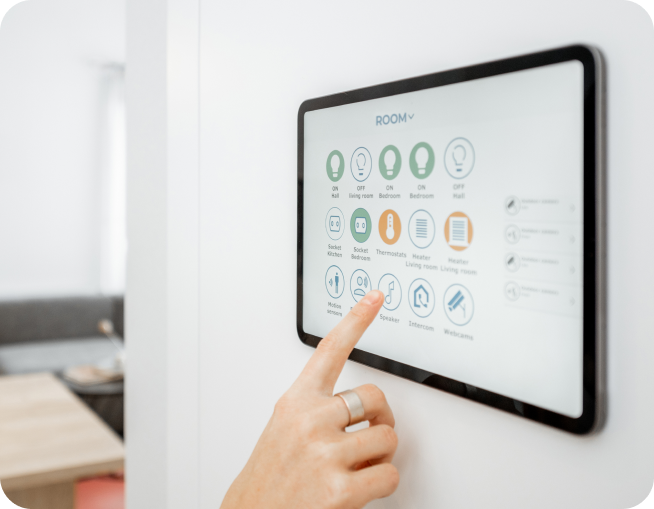 ROOM
ON
Hall
OFF
living room
ON
Bedroom
ON
Bedroom
OFF
Hall
Socket
Kitchen
Socket
Bedroom
Thermostats
Heater
Living room
Heater
Living room
Motion
sensors
Speaker
Intercom
Webcams